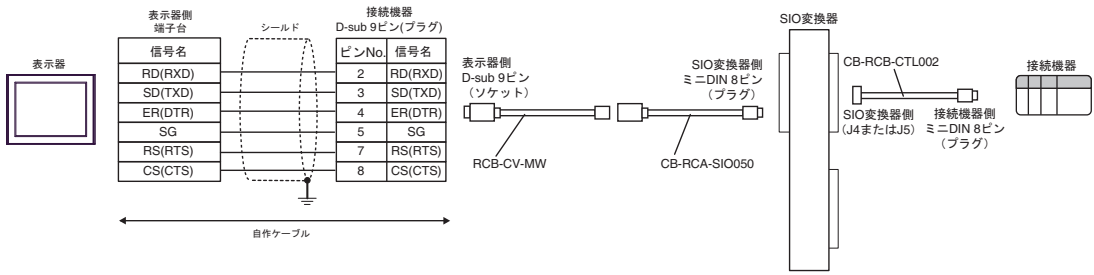 表示器
表示器側
端子台
シールド
接続機器
D-sub 9ピン(プラグ)
信号名
ピンNo.
信号名
RD(RXD)
2
RD(RXD)
SD(TXD)
3
SD(TXD)
ER(DTR)
4
ER(DTR)
SG
5
SG
RS(RTS)
7
RS(RTS)
CS(CTS)
8
CS(CTS)
自作ケーブル
表示器側
D-sub 9ピン
(ソケット)
RCB-CV-MW
SIO変換器側
ミニDIN 8ピン
(プラグ)
CB-RCA-SIO050
SIO変換器
CB-RCB-CTL002
SIO変換器側
(J4またはJ5)
接続機器側
ミニDIN 8ピン
(プラグ)
接続機器